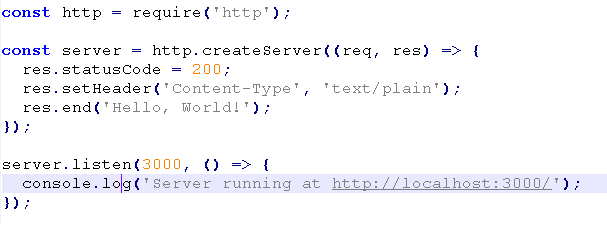 const http = require('http');

const server = http.createServer((req, res) => {
  res.statusCode = 200;
  res.setHeader('Content-Type', 'text/plain');
  res.end('Hello, World!');
});

server.listen(3000, () => {
  console.log('Server running at http://localhost:3000/');
});